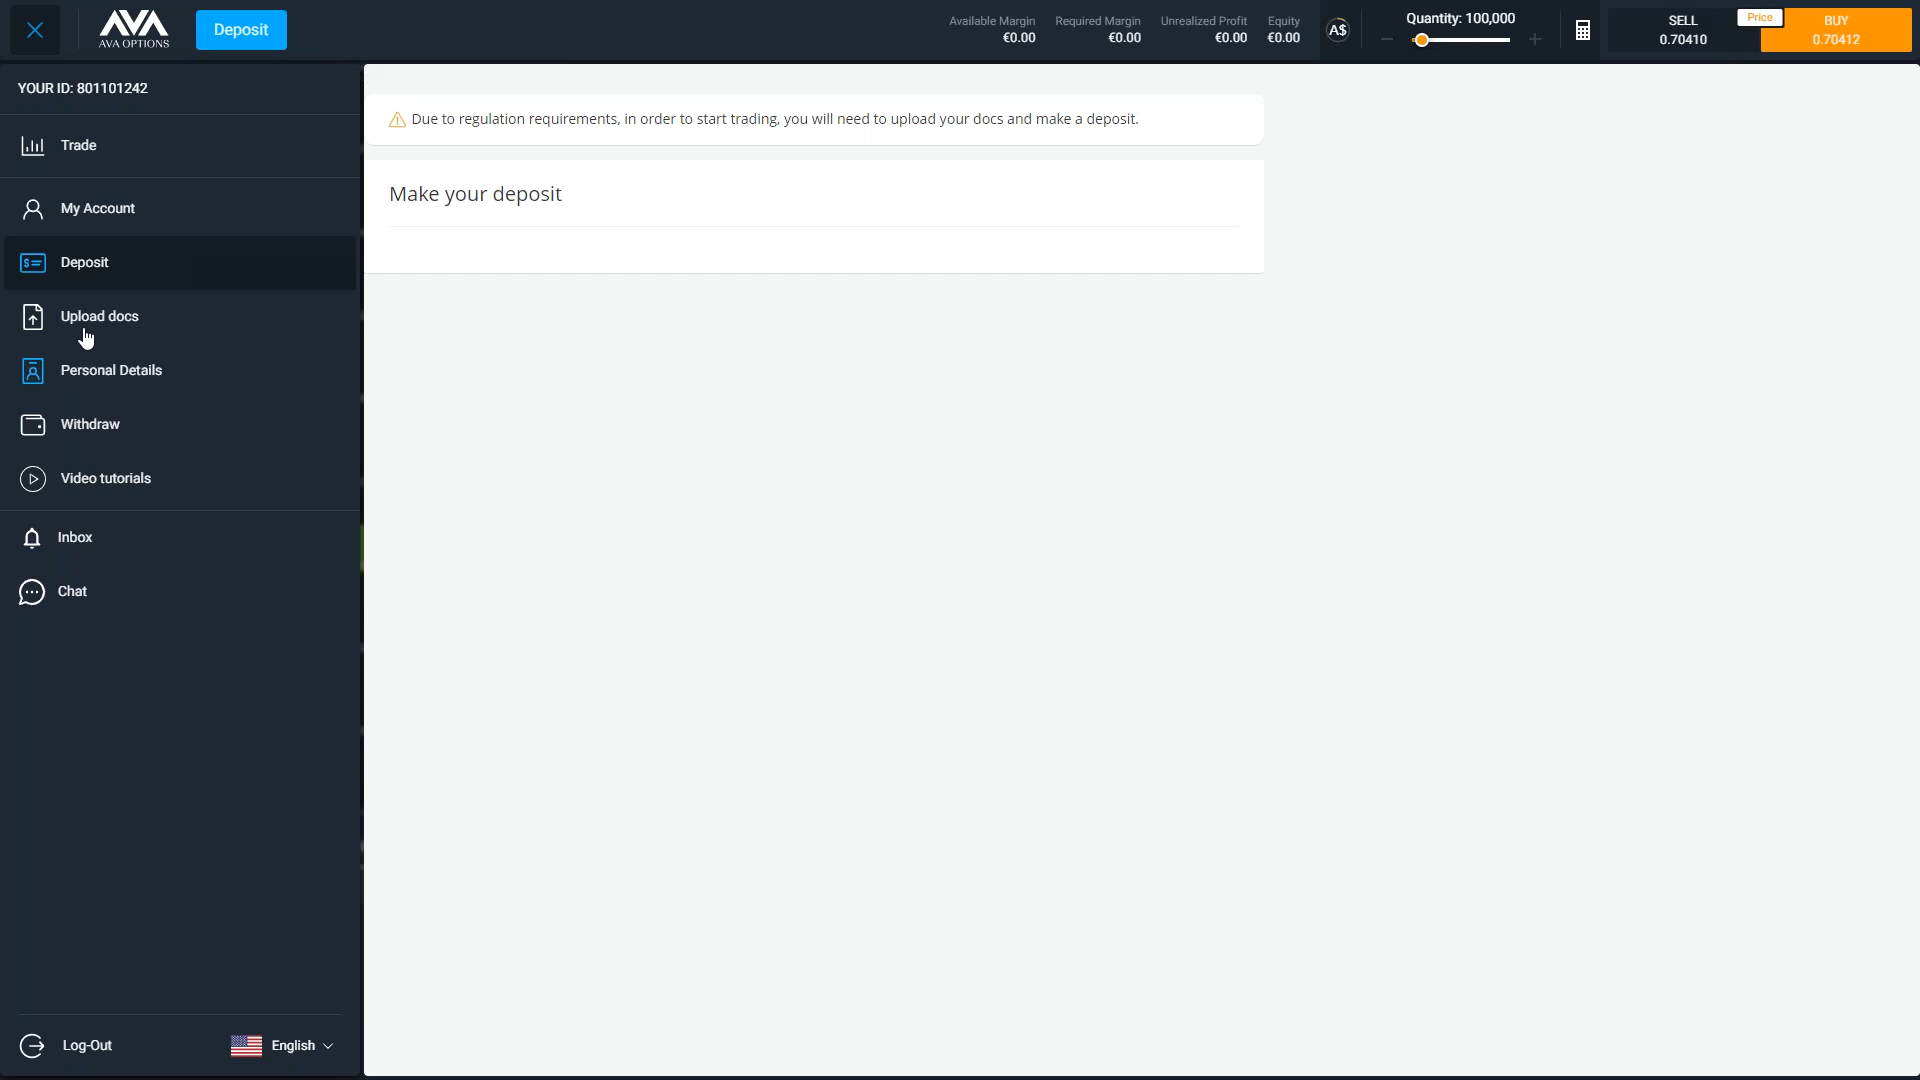 AVA OPTIONS
Deposit
Available Margin
€0.00
Required Margin
€0.00
Unrealized Profit
€0.00
Equity
€0.00
A$
Quantity: 100,000
SELL
0.70410
Price
BUY
0.70412
YOUR ID: 801101242
Trade
My Account
Deposit
Upload docs
Personal Details
Withdraw
Video tutorials
Inbox
Chat
Log-Out
English
Due to regulation requirements, in order to start trading, you will need to upload your docs and make a deposit.
Make your deposit